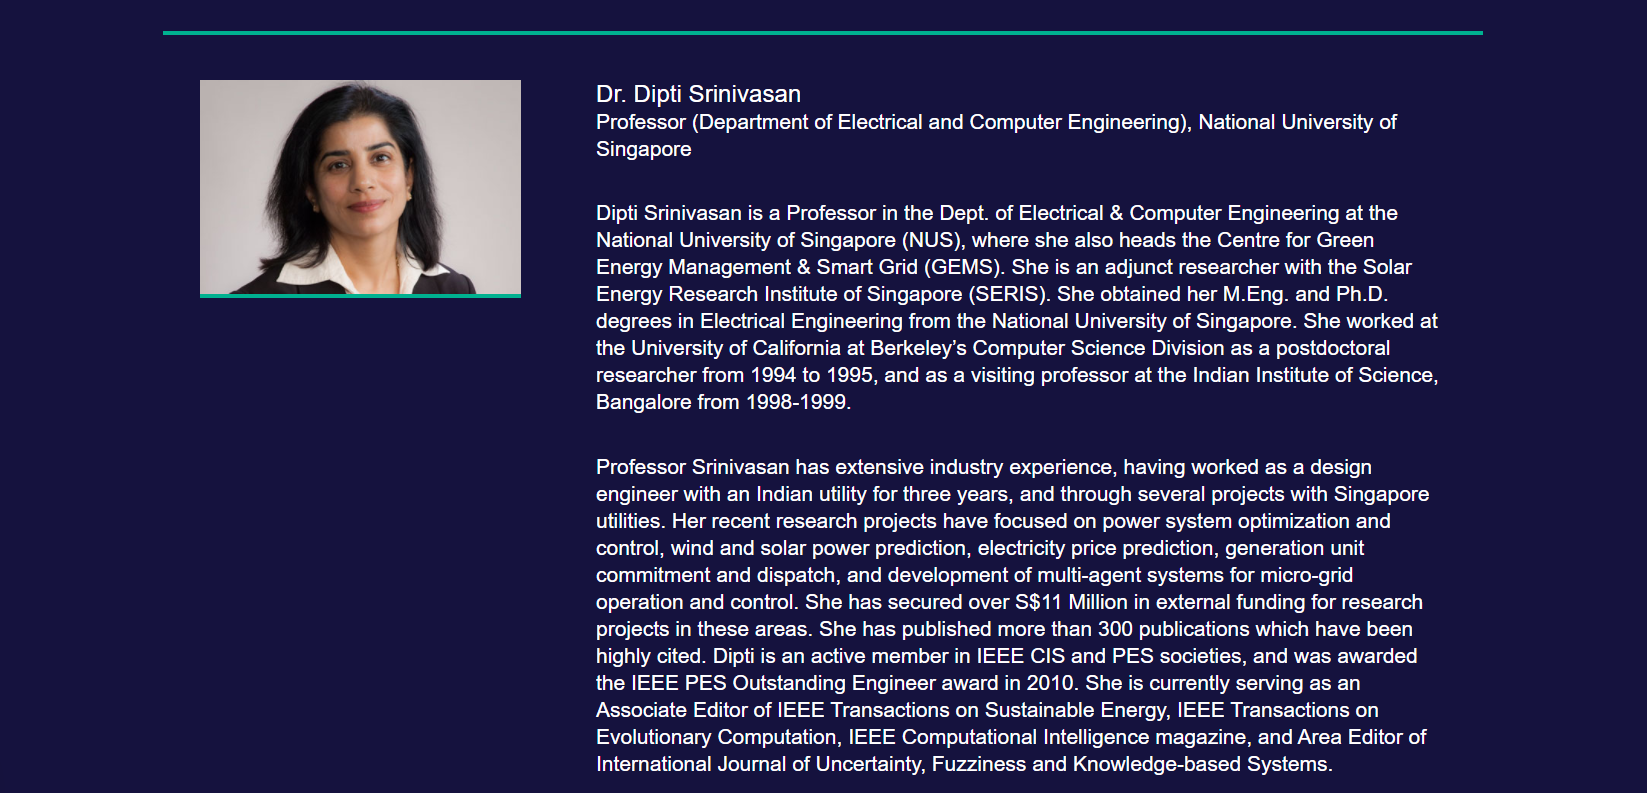 Dr. Dipti Srinivasan
Professor (Department of Electrical and Computer Engineering), National University of
Singapore
Dipti Srinivasan is a Professor in the Dept. of Electrical & Computer Engineering at the
National University of Singapore (NUS), where she also heads the Centre for Green
Energy Management & Smart Grid (GEMS). She is an adjunct researcher with the Solar
Energy Research Institute of Singapore (SERIS). She obtained her M.Eng. and Ph.D.
degrees in Electrical Engineering from the National University of Singapore. She worked at
the University of California at Berkeley’s Computer Science Division as a postdoctoral
researcher from 1994 to 1995, and as a visiting professor at the Indian Institute of Science,
Bangalore from 1998-1999.
Professor Srinivasan has extensive industry experience, having worked as a design
engineer with an Indian utility for three years, and through several projects with Singapore
utilities. Her recent research projects have focused on power system optimization and
control, wind and solar power prediction, electricity price prediction, generation unit
commitment and dispatch, and development of multi-agent systems for micro-grid
operation and control. She has secured over S$11 Million in external funding for research
projects in these areas. She has published more than 300 publications which have been
highly cited. Dipti is an active member in IEEE CIS and PES societies, and was awarded
the IEEE PES Outstanding Engineer award in 2010. She is currently serving as an
Associate Editor of IEEE Transactions on Sustainable Energy, IEEE Transactions on
Evolutionary Computation, IEEE Computational Intelligence magazine, and Area Editor of
International Journal of Uncertainty, Fuzziness and Knowledge-based Systems.